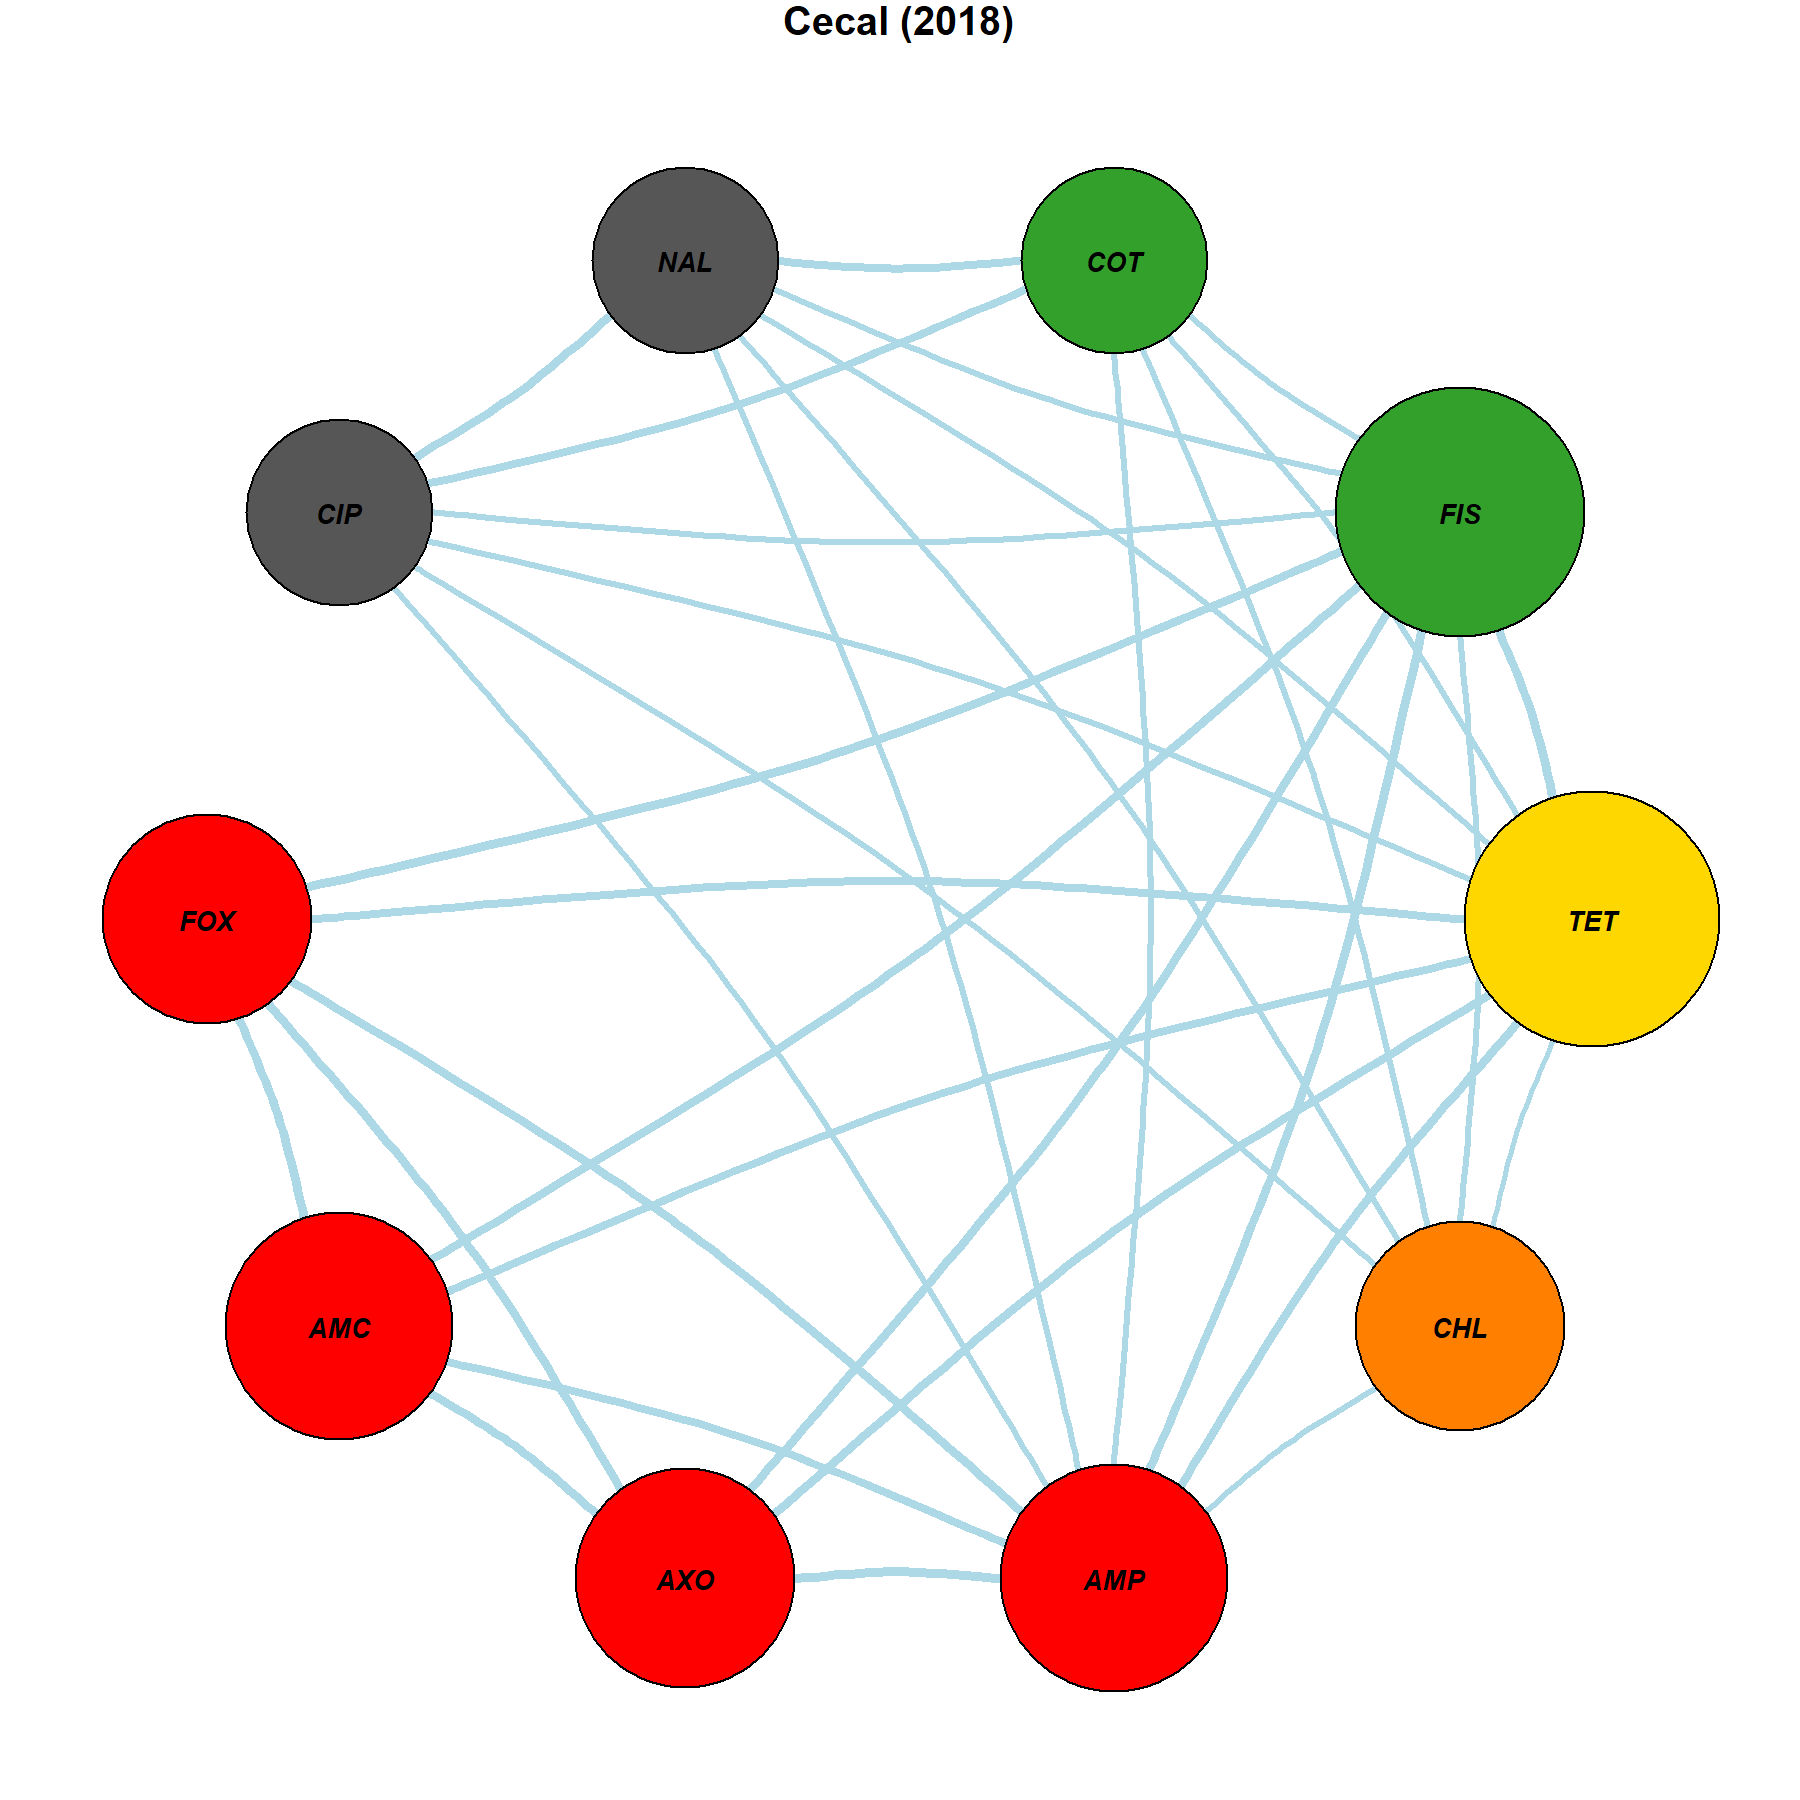 Cecal (2018)
NAL
COT
CIP
FIS
FOX
TET
AMC
CHL
AXO
AMP